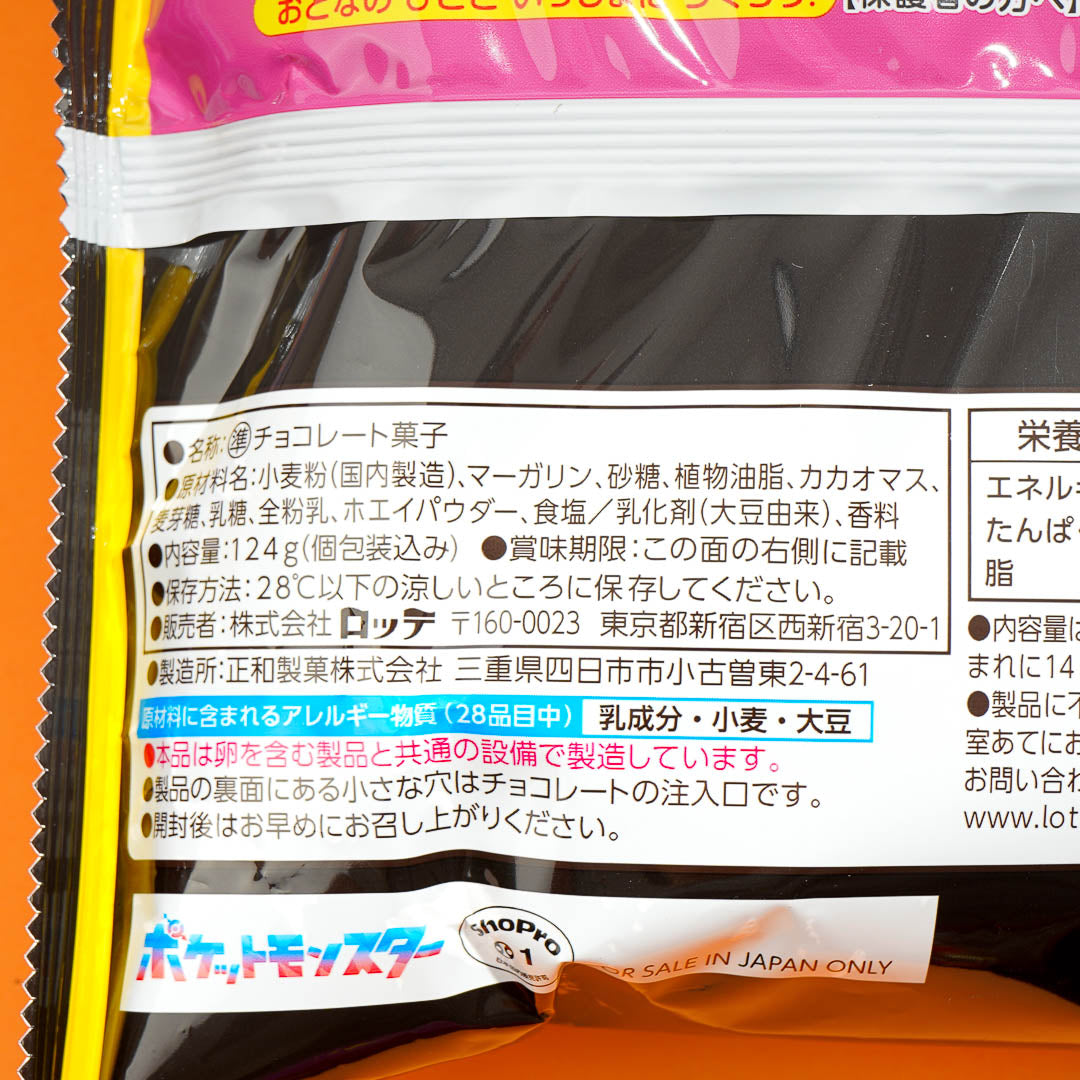 ●名称:㊜チョコレート菓子
●原材料名:小麦粉(国内製造)、マーガリン、砂糖、植物油脂、カカオマス、
麦芽糖、乳糖、全粉乳、ホエイパウダー、食塩/乳化剤(大豆由来)、香料
●内容量:124g(個包装込み) ●賞味期限:この面の右側に記載
●保存方法:28℃以下の涼しいところに保存してください。
●販売者:株式会社 ロッテ 〒160-0023 東京都新宿区西新宿3-20-1
●製造所:正和製菓株式会社 三重県四日市市小古曽東2-4-61
原材料に含まれるアレルギー物質(28品目中) 乳成分・小麦・大豆
●本品は卵を含む製品と共通の設備で製造しています。
●製品の裏面にある小さな穴はチョコレートの注入口です。
●開封後はお早めにお召し上がりください。
栄養
エネルギ
たんぱ
脂
●内容量は
まれに14
●製品に
室あてにお
お問い合わ
www.lot
ポケットモンスター
ShoPro
1
FOR SALE IN JAPAN ONLY